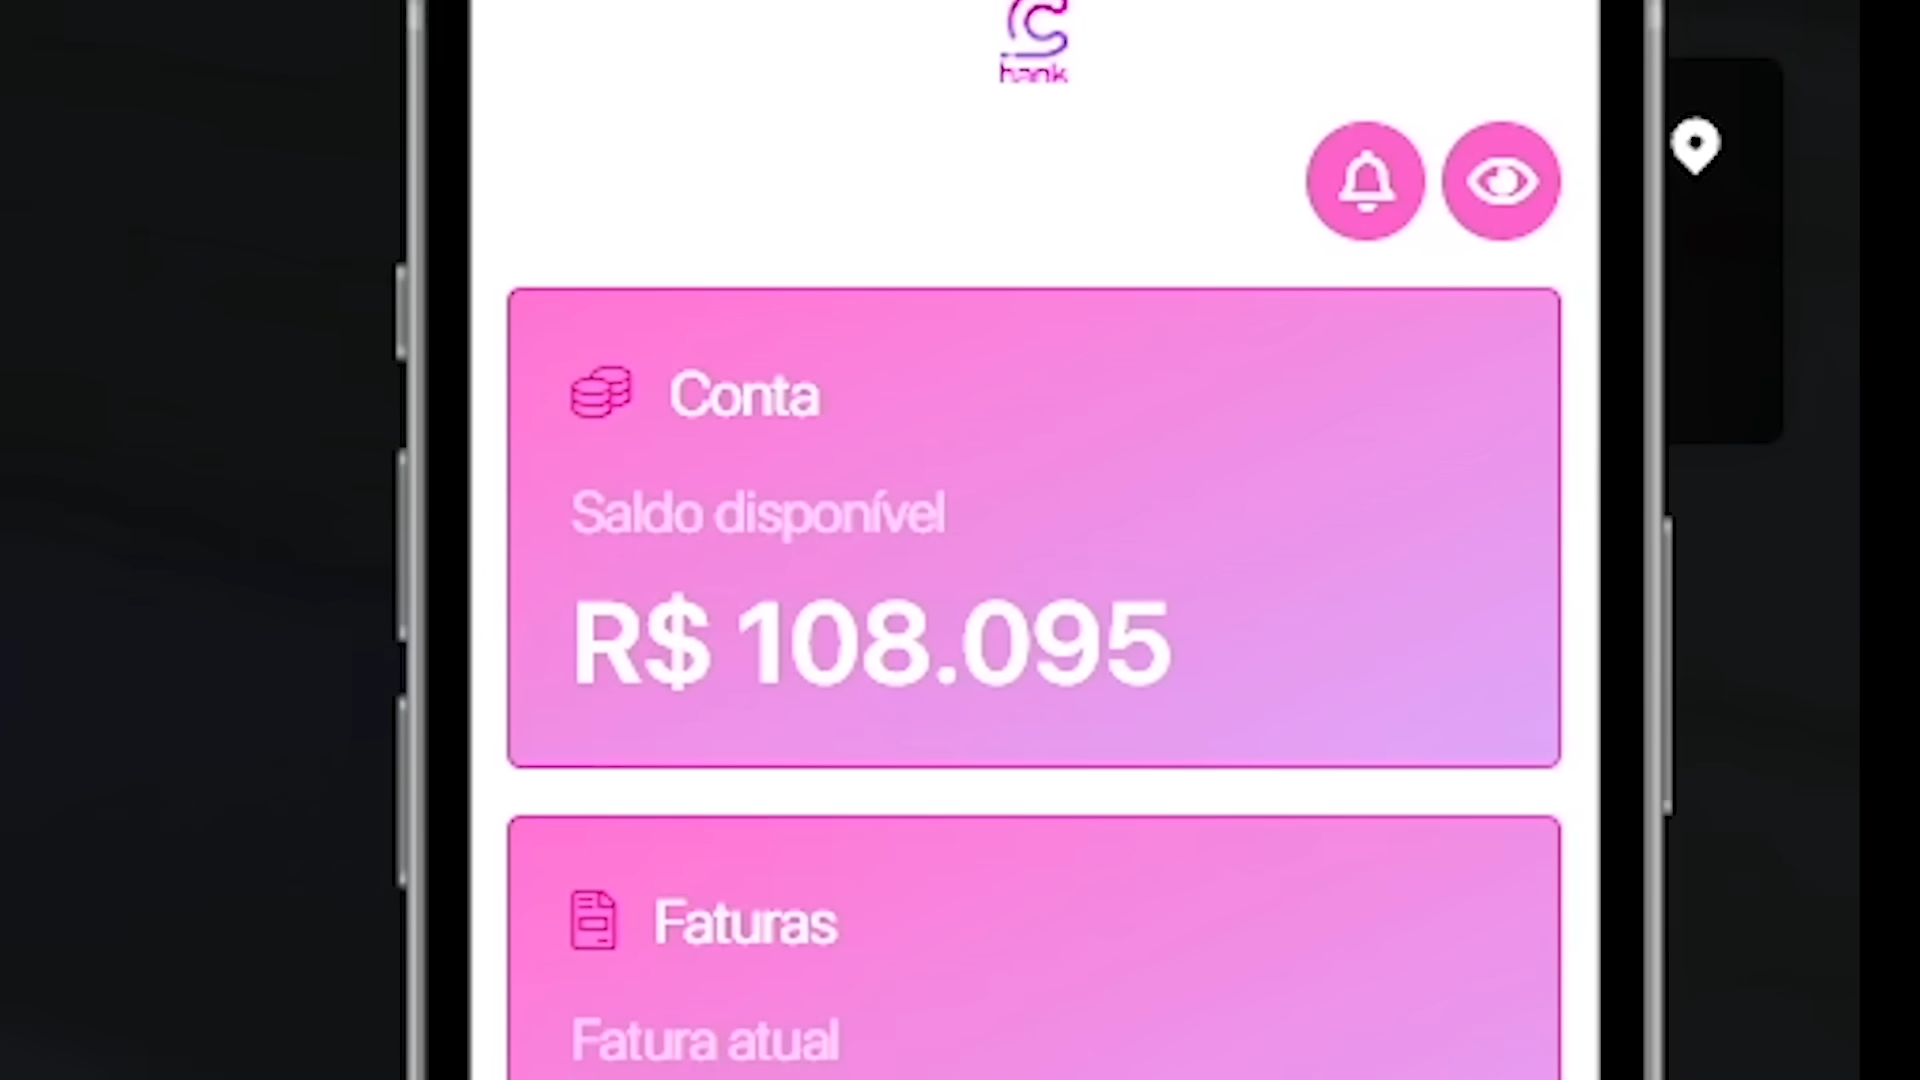 bank
Conta
Saldo disponível
R$ 108.095
Faturas
Fatura atual